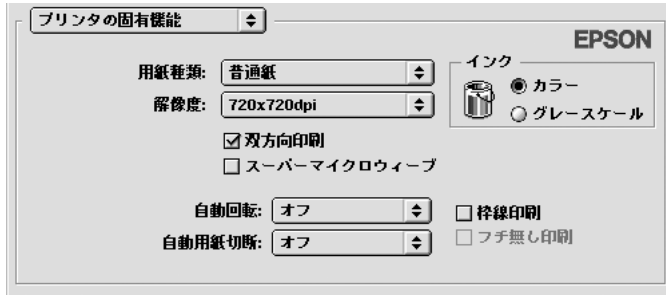 プリンタの固有機能
EPSON
用紙種類: 普通紙
解像度: 720x720dpi
インク
カラー
グレースケール
双方向印刷
スーパーマイクロウィーブ
自動回転: オフ
自動用紙切断: オフ
枠線印刷
フチ無し印刷